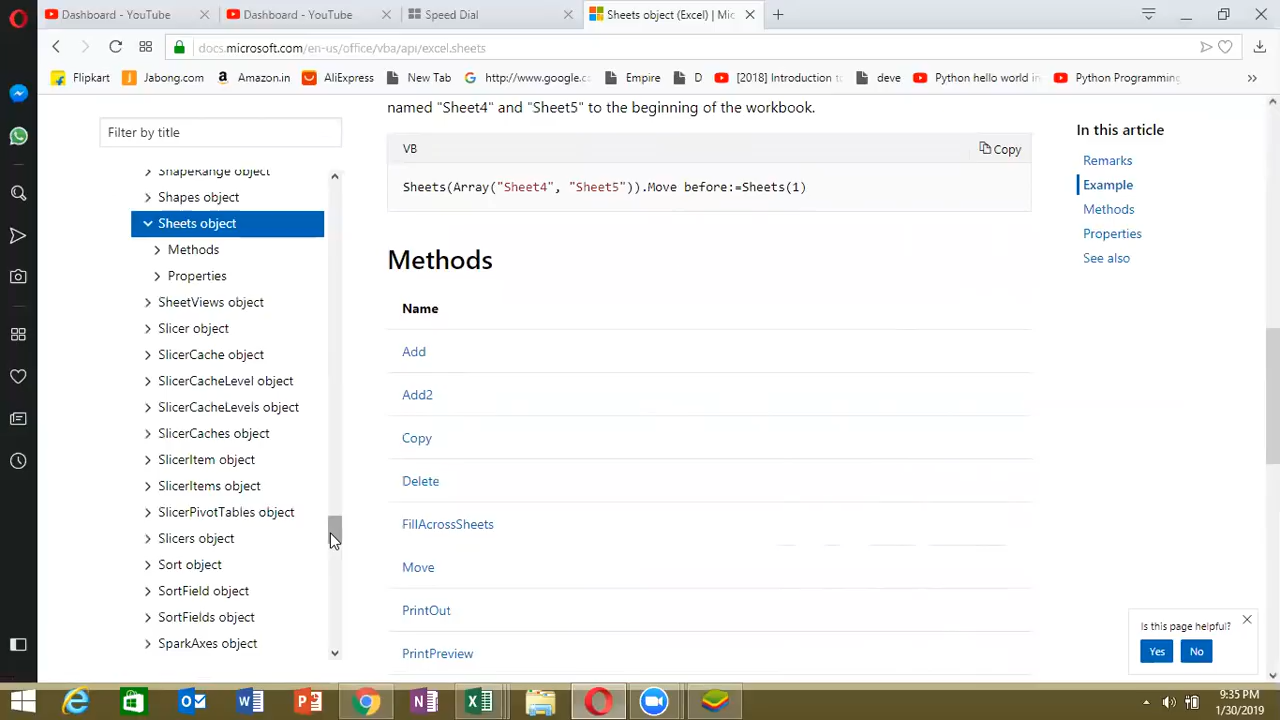 Dashboard - YouTube
Dashboard - YouTube
Speed Dial
Sheets object (Excel) | Mic
docs.microsoft.com/en-us/office/vba/api/excel.sheets
Flipkart
Jabong.com
Amazon.in
AliExpress
New Tab
http://www.google.c
Empire
D
[2018] Introduction to
deve
Python hello world in
Python Programming
named "Sheet4" and "Sheet5" to the beginning of the workbook.
Filter by title
ShapeRange object
Shapes object
Sheets object
Methods
Properties
SheetViews object
Slicer object
SlicerCache object
SlicerCacheLevel object
SlicerCacheLevels object
SlicerCaches object
SlicerItem object
SlicerItems object
SlicerPivotTables object
Slicers object
Sort object
SortField object
SortFields object
SparkAxes object
VB
Copy
Sheets(Array("Sheet4", "Sheet5")).Move before:=Sheets(1)
Methods
Name
Add
Add2
Copy
Delete
FillAcrossSheets
Move
PrintOut
PrintPreview
In this article
Remarks
Example
Methods
Properties
See also
Is this page helpful?
Yes
No
9:35 PM
1/30/2019